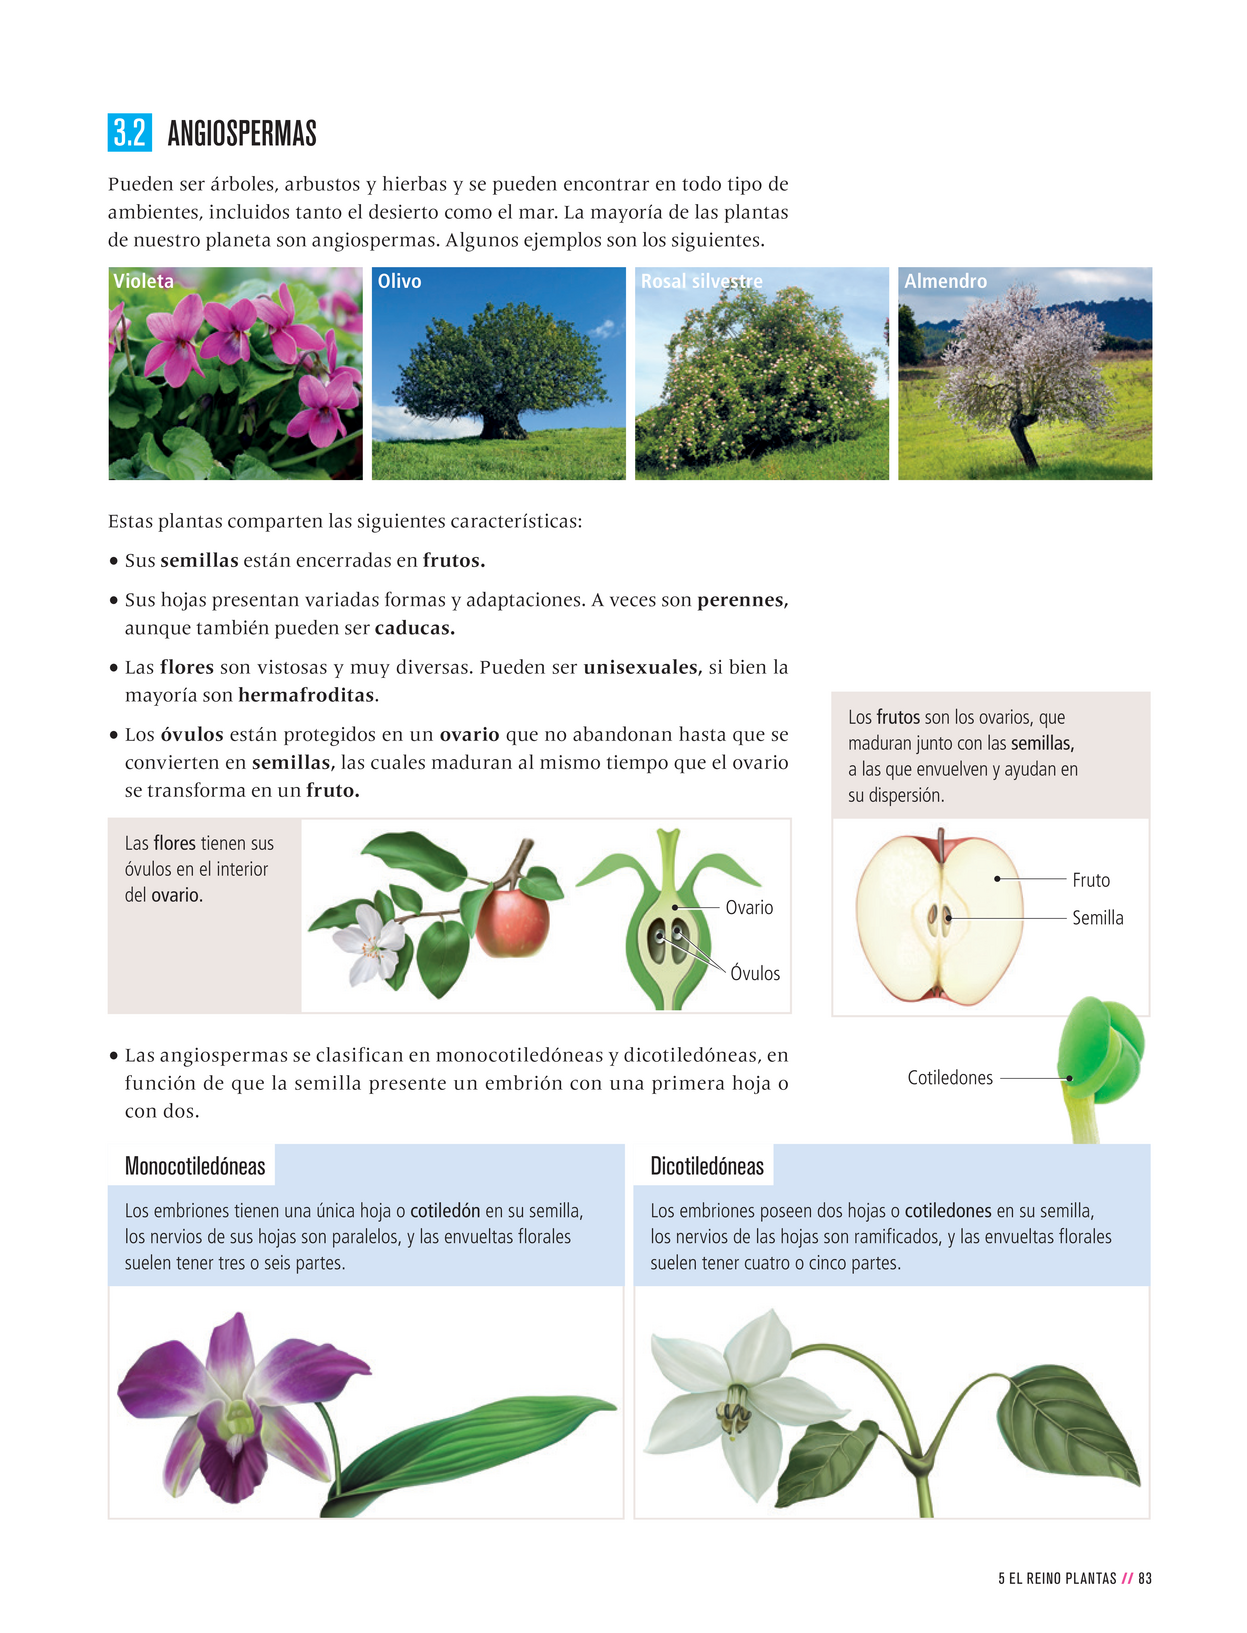 3.2 ANGIOSPERMAS
Pueden ser árboles, arbustos y hierbas y se pueden encontrar en todo tipo de
ambientes, incluidos tanto el desierto como el mar. La mayoría de las plantas
de nuestro planeta son angiospermas. Algunos ejemplos son los siguientes.
Violeta
Olivo
Rosal silvestre
Almendro
Estas plantas comparten las siguientes características:
• Sus semillas están encerradas en frutos.
• Sus hojas presentan variadas formas y adaptaciones. A veces son perennes,
aunque también pueden ser caducas.
• Las flores son vistosas y muy diversas. Pueden ser unisexuales, si bien la
mayoría son hermafroditas.
• Los óvulos están protegidos en un ovario que no abandonan hasta que se
convierten en semillas, las cuales maduran al mismo tiempo que el ovario
se transforma en un fruto.
Las flores tienen sus
óvulos en el interior
del ovario.
Ovario
Óvulos
Los frutos son los ovarios, que
maduran junto con las semillas,
a las que envuelven y ayudan en
su dispersión.
Fruto
Semilla
• Las angiospermas se clasifican en monocotiledóneas y dicotiledóneas, en
función de que la semilla presente un embrión con una primera hoja o
con dos.
Cotiledones
Monocotiledóneas
Los embriones tienen una única hoja o cotiledón en su semilla,
los nervios de sus hojas son paralelos, y las envueltas florales
suelen tener tres o seis partes.
Dicotiledóneas
Los embriones poseen dos hojas o cotiledones en su semilla,
los nervios de las hojas son ramificados, y las envueltas florales
suelen tener cuatro o cinco partes.
5 EL REINO PLANTAS // 83